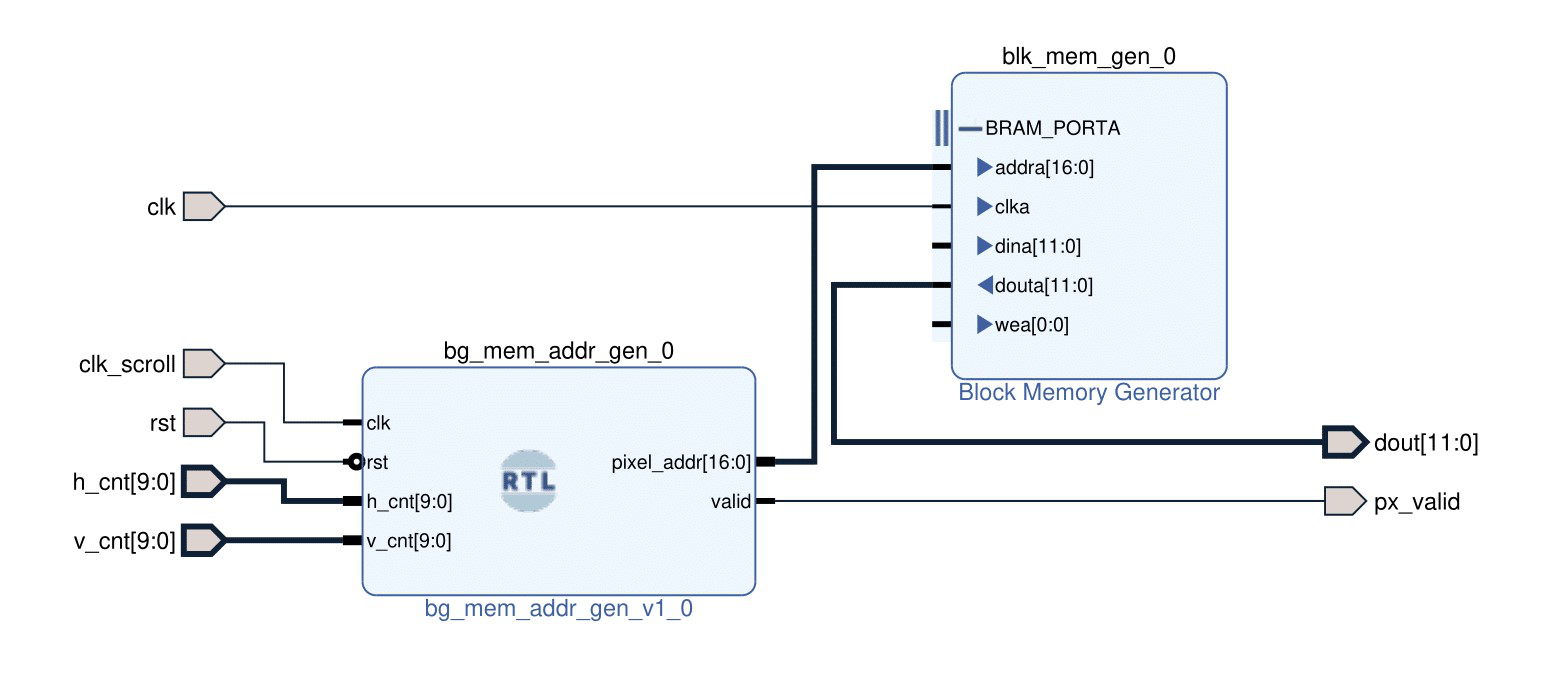 blk_mem_gen_0
BRAM_PORTA
addra[16:0]
clk
clka
dina[11:0]
douta[11:0]
wea[0:0]
Block Memory Generator
bg_mem_addr_gen_0
clk_scroll
rst
h_cnt[9:0]
v_cnt[9:0]
clk
rst
h_cnt[9:0]
v_cnt[9:0]
RTL
pixel_addr[16:0]
valid
bg_mem_addr_gen_v1_0
dout[11:0]
px_valid